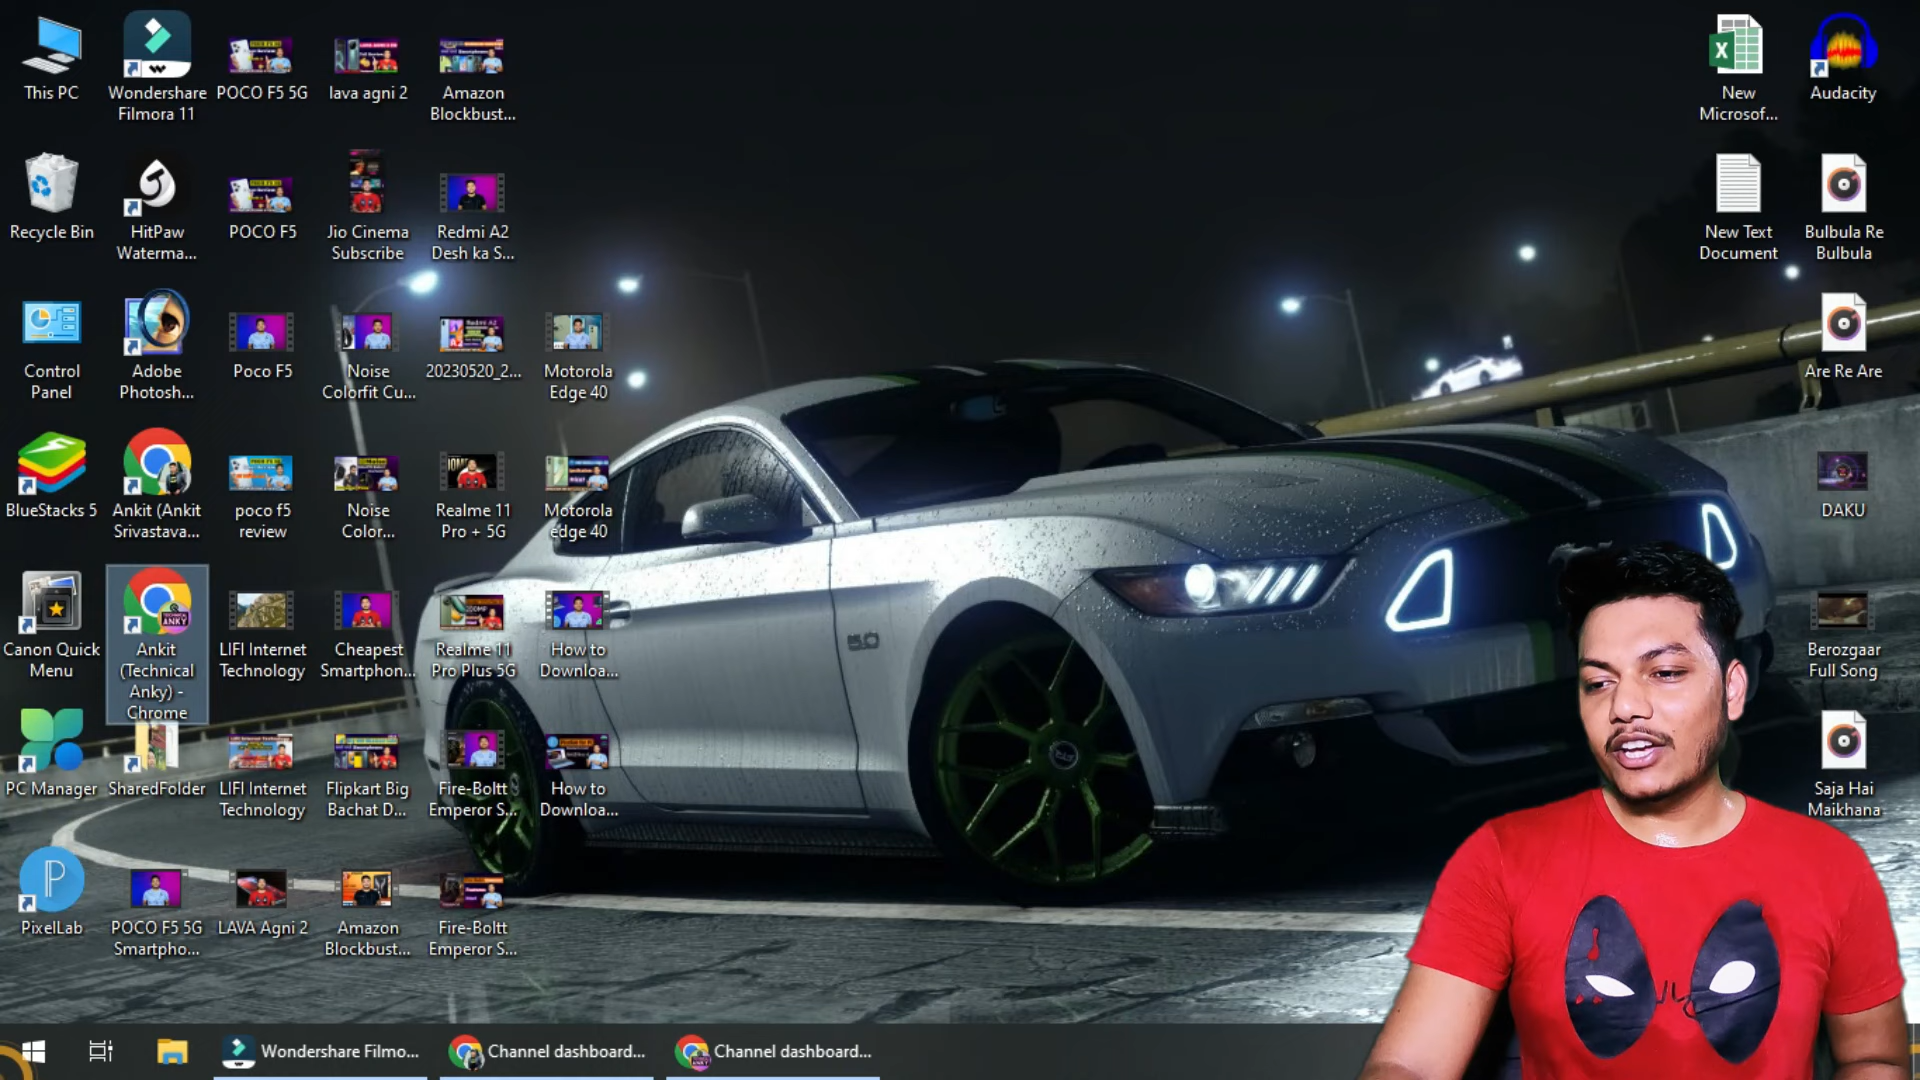 This PC
Wondershare
Filmora 11
POCO F5 5G
lava agni 2
Amazon
Blockbust...
New
Microsof...
Audacity
Recycle Bin
HitPaw
Waterma...
POCO F5
Jio Cinema
Subscribe
Redmi A2
Desh ka S...
New Text
Document
Bulbula Re
Bulbula
Control
Panel
Adobe
Photosh...
Poco F5
Noise
Colorfit Cu...
20230520_2...
Motorola
Edge 40
Are Re Are
BlueStacks 5
Ankit (Ankit
Srivastava...
poco f5
review
Noise
Color...
Realme 11
Pro + 5G
Motorola
edge 40
DAKU
Canon Quick
Menu
Ankit
(Technical
Anky) -
Chrome
LIFI Internet
Technology
Cheapest
Smartphon...
Realme 11
Pro Plus 5G
How to
Downloa...
5.0
Berozgaar
Full Song
PC Manager
SharedFolder
LIFI Internet
Technology
Flipkart Big
Bachat D...
Fire-Boltt
Emperor S...
How to
Downloa...
Saja Hai
Maikhana
PixelLab
POCO F5 5G
Smartpho...
LAVA Agni 2
Amazon
Blockbust...
Fire-Boltt
Emperor S...
Wondershare Filmo...
Channel dashboard...
Channel dashboard...